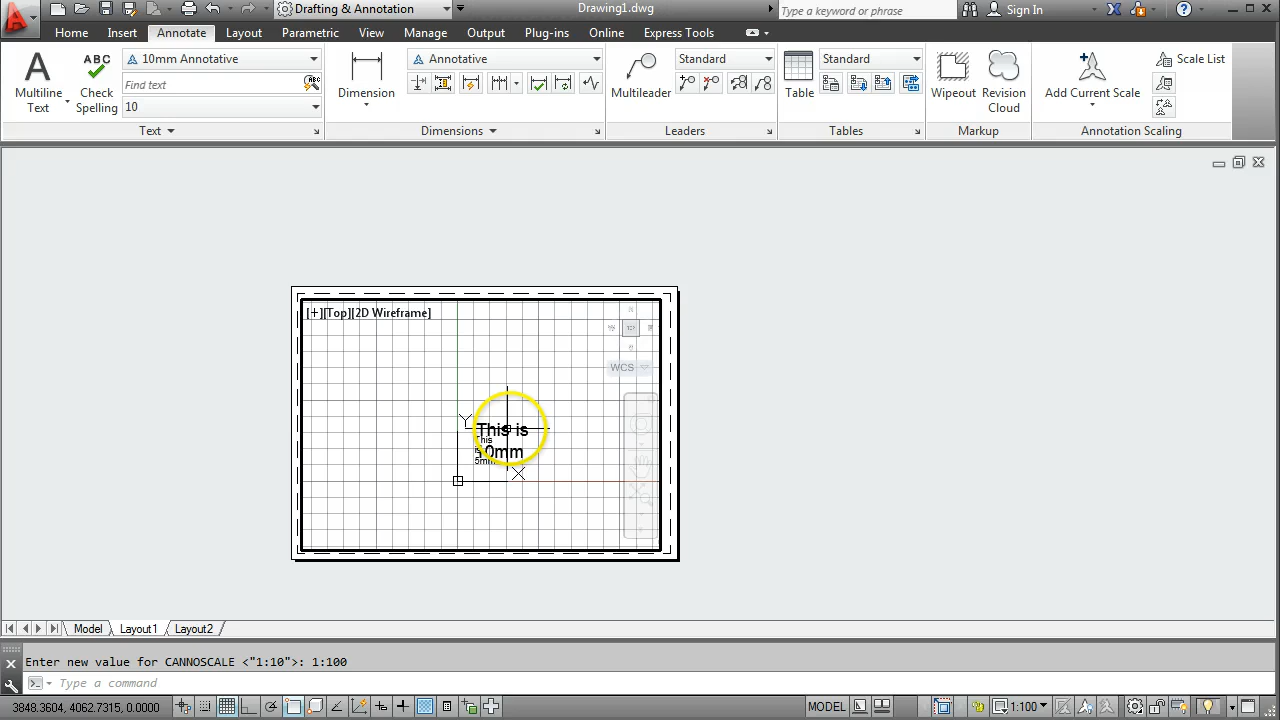 Drafting & Annotation
Drawing1.dwg
Type a keyword or phrase
Sign In
Home Insert Annotate Layout Parametric View Manage Output Plug-ins Online Express Tools
10mm Annotative
Annotative
Standard
Standard
Scale List
Find text
Multiline Text
Check Spelling
10
Dimension
Multileader
Table
Wipeout
Revision Cloud
Add Current Scale
Text
Dimensions
Leaders
Tables
Markup
Annotation Scaling
[+][Top][2D Wireframe]
WCS
Y
This is
10mm
This
is
5mm
X
Model Layout1 Layout2
Enter new value for CANNOSCALE <"1:10">: 1:100
Type a command
3848.3604, 4062.7315, 0.0000
MODEL
1:100